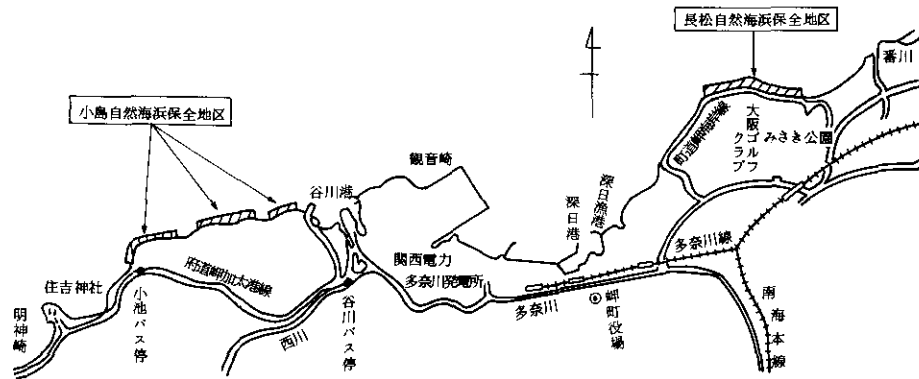 長松自然海浜保全地区
番川
小島自然海浜保全地区
町道岬海岸線
大阪ゴルフ
クラブ
みさき公園
観音崎
谷川港
深日漁港
深日港
関西電力
多奈川発電所
多奈川線
府道岬加太港線
住吉神社
明神崎
小池バス停
西川
谷川バス停
多奈川
岬町役場
南海本線